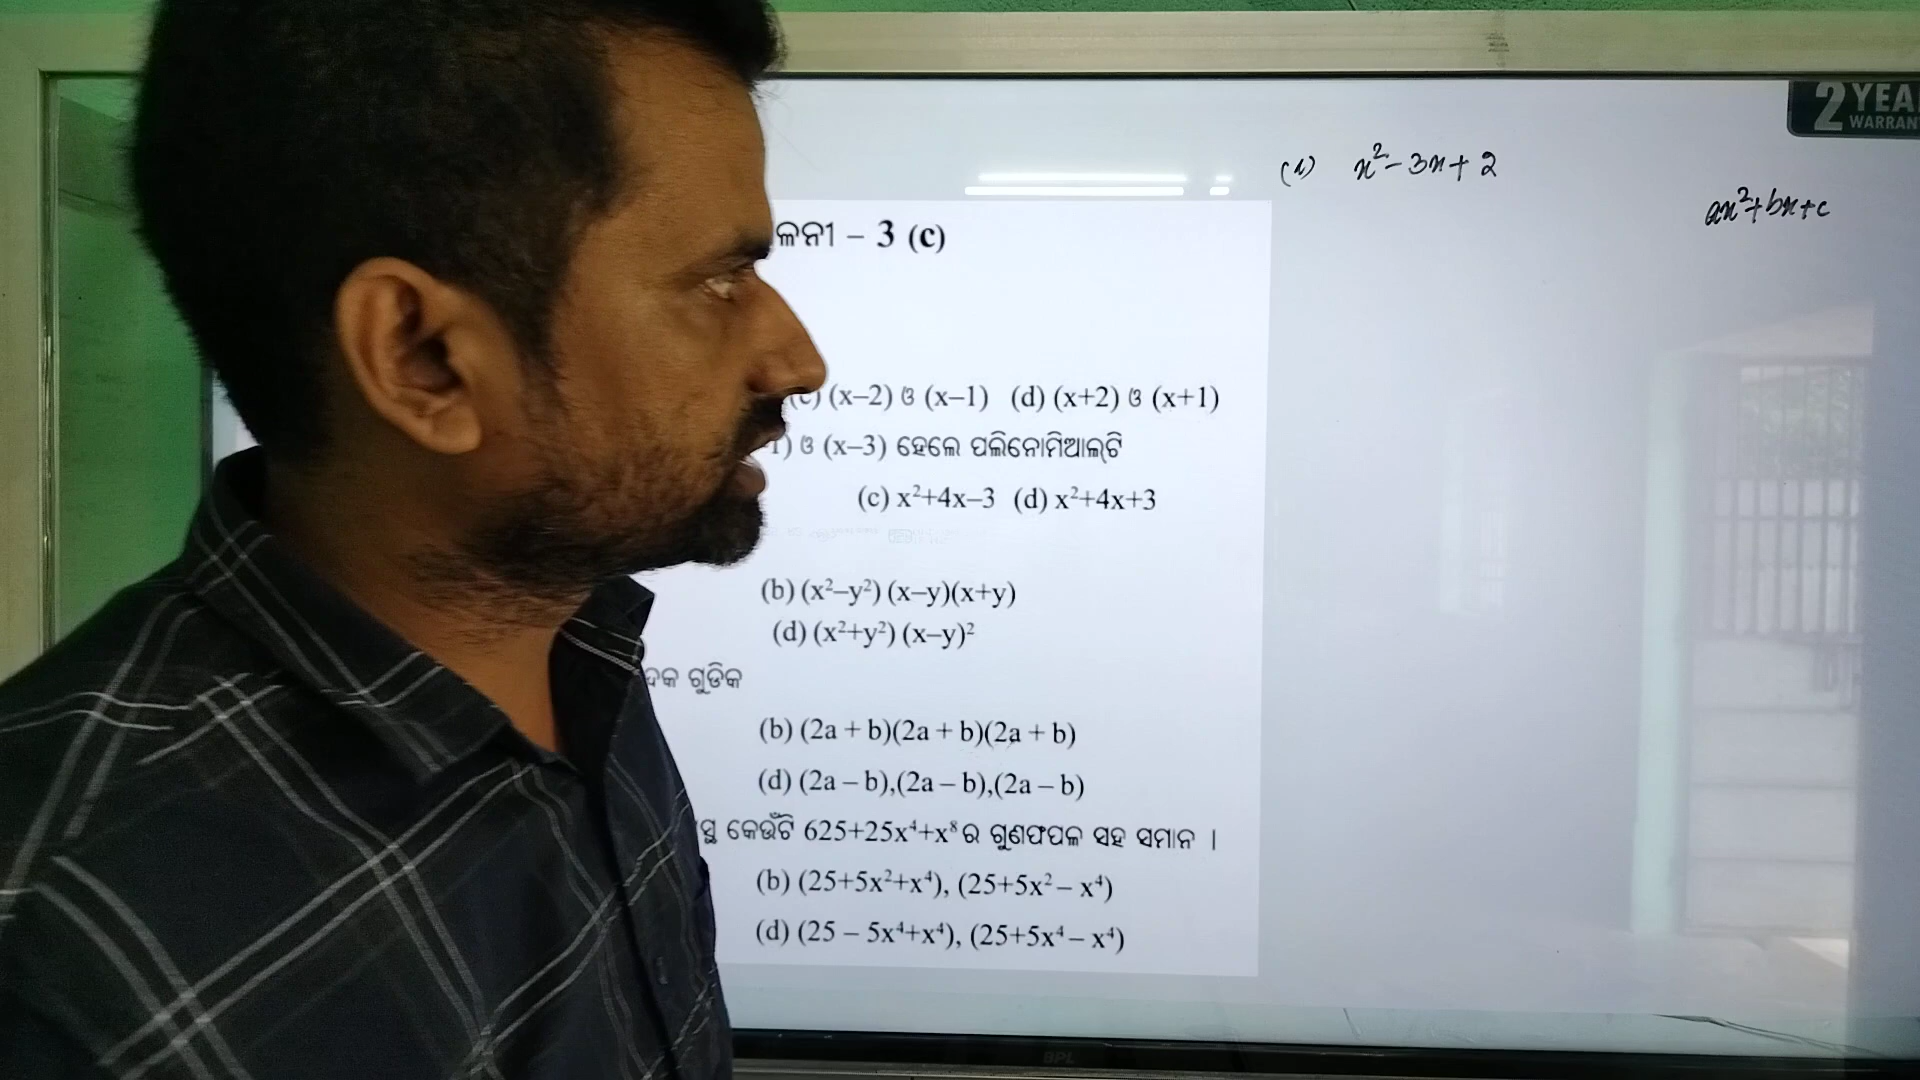 2 YEA
WARRAN
x² – 3x + 2
ax² + bx + c
ଳନୀ – 3 (c)
(c) (x–2) ଓ (x–1) (d) (x+2) ଓ (x+1)
1) ଓ (x–3) ହେଲେ ପଲିନୋମିଆଲ୍‌ଟି
(c) x²+4x–3 (d) x²+4x+3
(b) (x²–y²) (x–y)(x+y)
(d) (x²+y²) (x–y)²
ଦକ ଗୁଡିକ
(b) (2a + b)(2a + b)(2a + b)
(d) (2a – b),(2a – b),(2a – b)
ସ୍ଥ କେଉଁଟି 625+25x⁴+x⁸ ର ଗୁଣଫପଳ ସହ ସମାନ ।
(b) (25+5x²+x⁴), (25+5x² – x⁴)
(d) (25 – 5x⁴+x⁴), (25+5x⁴ – x⁴)
BPL